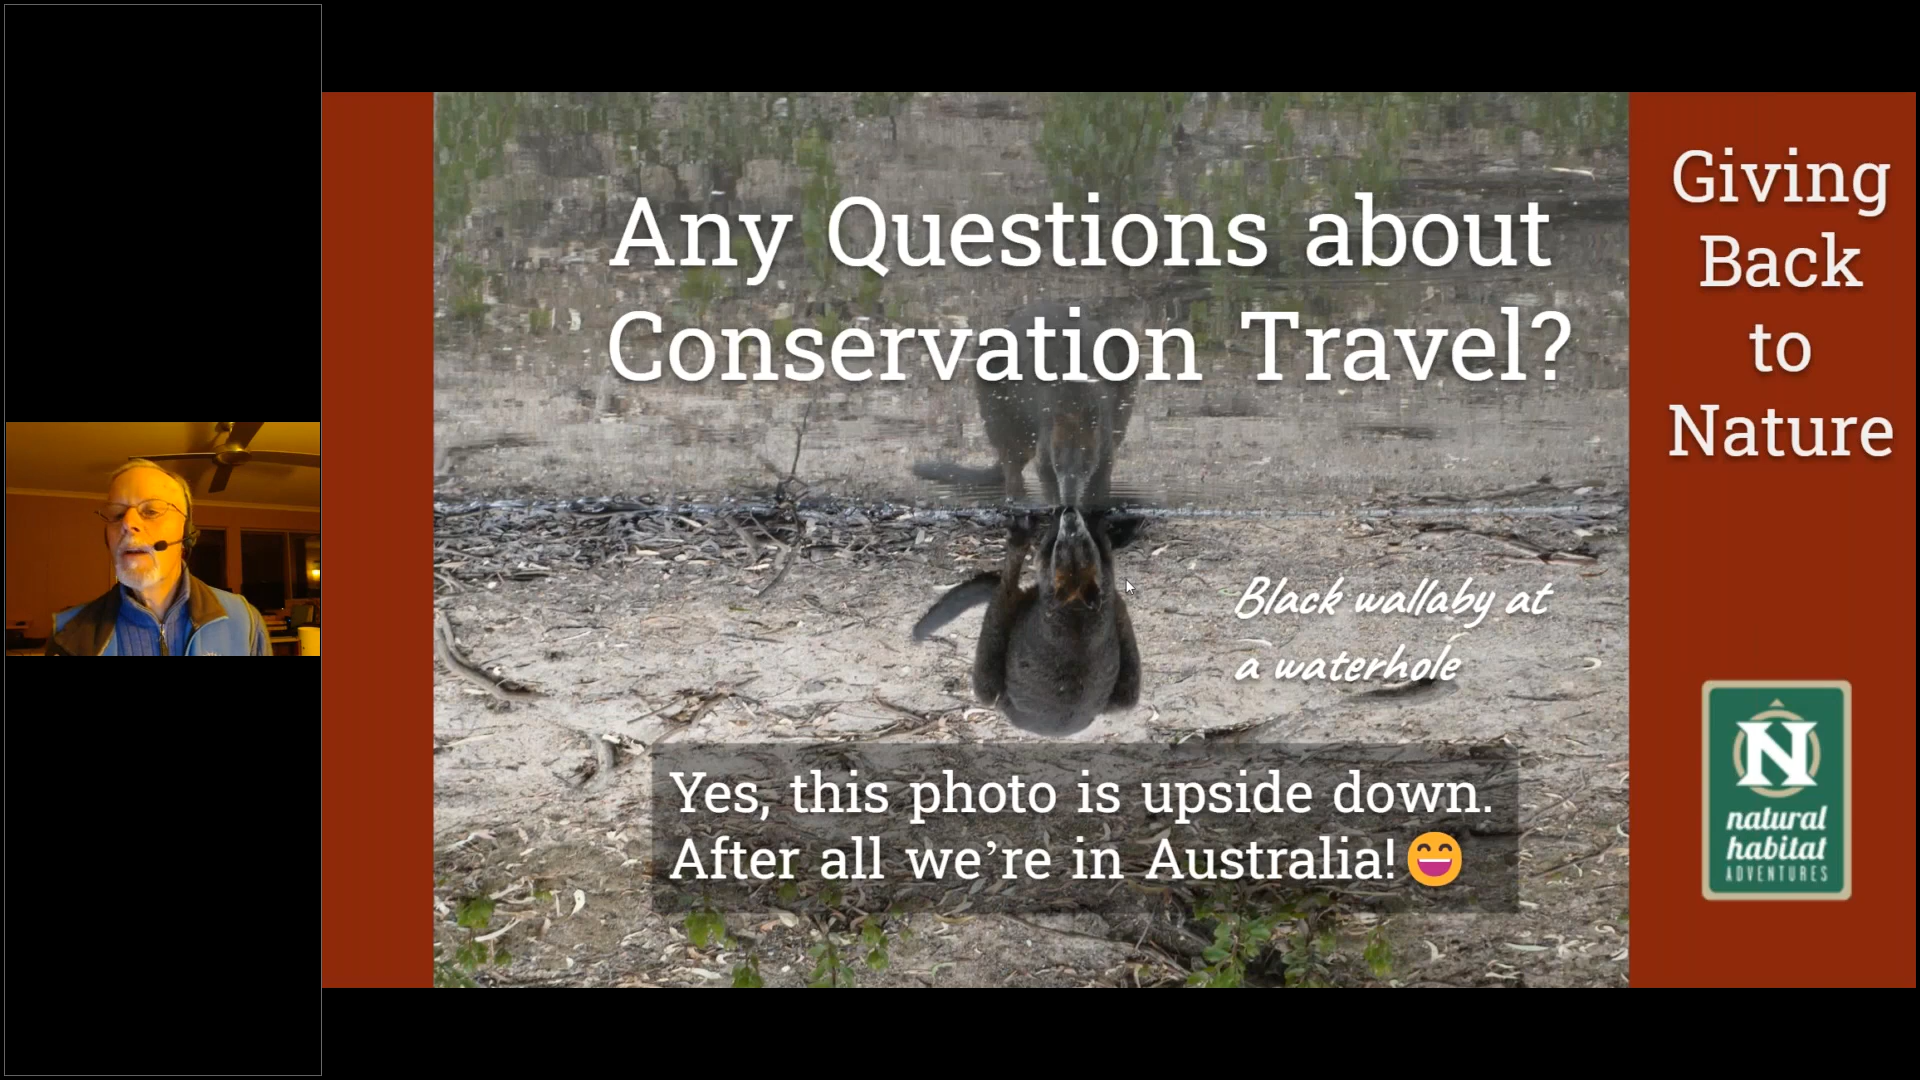 Any Questions about
Conservation Travel?
Black wallaby at
a waterhole
Yes, this photo is upside down.
After all we’re in Australia!😄
Giving
Back
to
Nature
N
natural
habitat
ADVENTURES